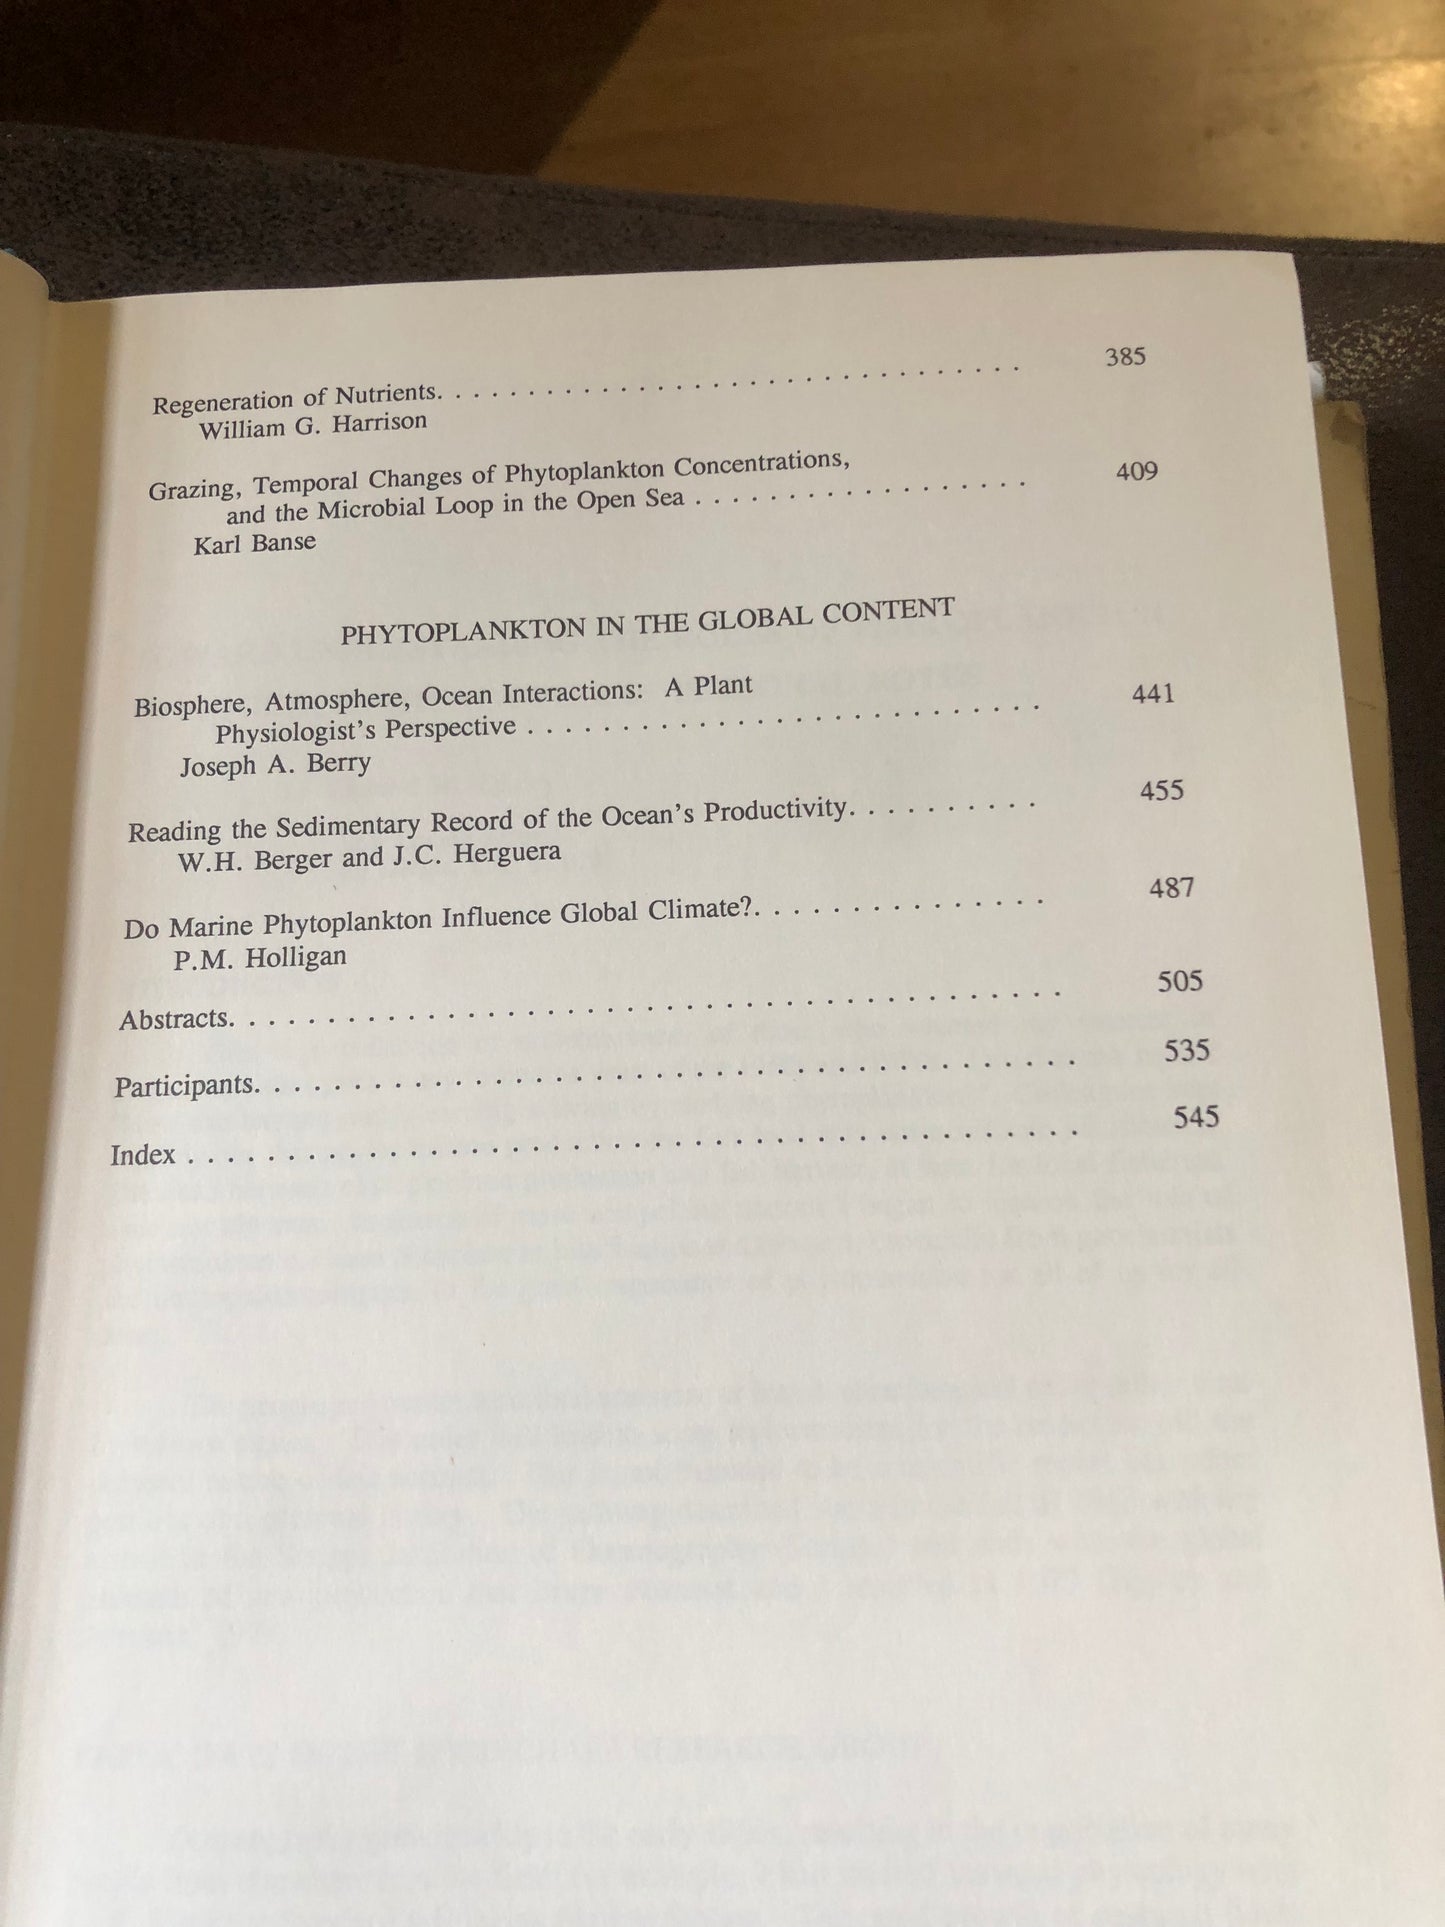 Regeneration of Nutrients. . . . . . . . . . . . . . . . . . . . . . . . . . . . . . . . 385
William G. Harrison
Grazing, Temporal Changes of Phytoplankton Concentrations,
and the Microbial Loop in the Open Sea . . . . . . . . . . . . . . . . . . 409
Karl Banse
PHYTOPLANKTON IN THE GLOBAL CONTENT
Biosphere, Atmosphere, Ocean Interactions: A Plant
Physiologist's Perspective . . . . . . . . . . . . . . . . . . . . . . . . . . . 441
Joseph A. Berry
Reading the Sedimentary Record of the Ocean's Productivity. . . . . . . . . . 455
W.H. Berger and J.C. Herguera
Do Marine Phytoplankton Influence Global Climate?. . . . . . . . . . . . . . . 487
P.M. Holligan
Abstracts. . . . . . . . . . . . . . . . . . . . . . . . . . . . . . . . . . . . . . . . . . . 505
Participants. . . . . . . . . . . . . . . . . . . . . . . . . . . . . . . . . . . . . . . . . . 535
Index . . . . . . . . . . . . . . . . . . . . . . . . . . . . . . . . . . . . . . . . . . . . . . 545